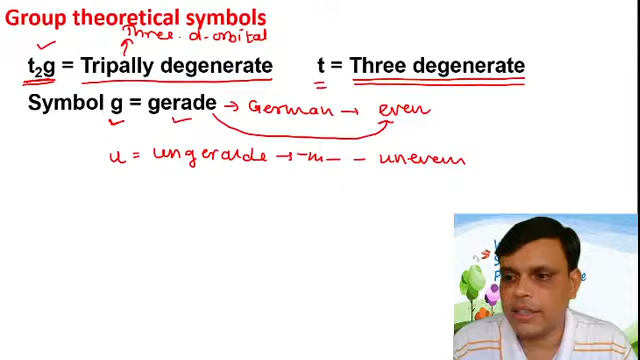 Group theoretical symbols
Three d-orbital
t₂g = Tripally degenerate t = Three degenerate
Symbol g = gerade → German → even
u = ungerade → -m- - uneven